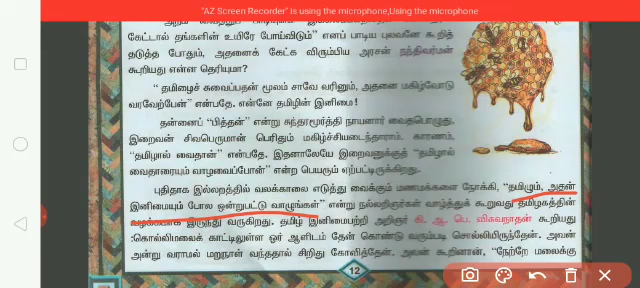 "AZ Screen Recorder" is using the microphone,Using the microphone
கேட்டால் தங்களின் உயிரே போய்விடும்" எனப் பாடிய புலவனே கூறித்
தடுத்த போதும், அதனைக் கேட்க விரும்பிய அரசன் நந்திவர்மன்
கூறியது என்ன தெரியுமா?
" தமிழைச் சுவைப்பதன் மூலம் சாவே வரினும், அதனை மகிழ்வோடு
வரவேற்பேன்" என்பதே. என்னே தமிழின் இனிமை!
தன்னைப் "பித்தன்" என்று சுந்தரமூர்த்தி நாயனார் வைதபொழுது.
இறைவன் சிவபெருமான் பெரிதும் மகிழ்ச்சியடைந்தாராம். காரணம்,
"தமிழால் வைதான்" என்பதே. இதனாலேயே இறைவனுக்குத் "தமிழால்
வைதாரையும் வாழவைப்போன்" என்ற பெயரும் ஏற்பட்டிருக்கிறது.
புதிதாக இல்லறத்தில் வலக்காலை எடுத்து வைக்கும் மணமக்களை நோக்கி, "தமிழும், அதன்
இனிமையும் போல ஒன்றுபட்டு வாழுங்கள்" என்று நல்லறிஞர்கள் வாழ்த்துக் கூறுவது தமிழகத்தின்
வழக்கமாக இருந்து வருகிறது. தமிழ் இனிமைபற்றி அறிஞர் கி. ஆ. பெ. விசுவநாதன் கூறியது
:கொல்லிமலைக் காட்டிலுள்ள ஓர் ஆளிடம் தேன் கொண்டு வரும்படி சொல்லியிருந்தேன். அவன்
அன்று வராமல் மறுநாள் வந்ததால் சிறிது கோவித்தேன். அவன் கூறினான், "நேற்றே மலைக்கு
12